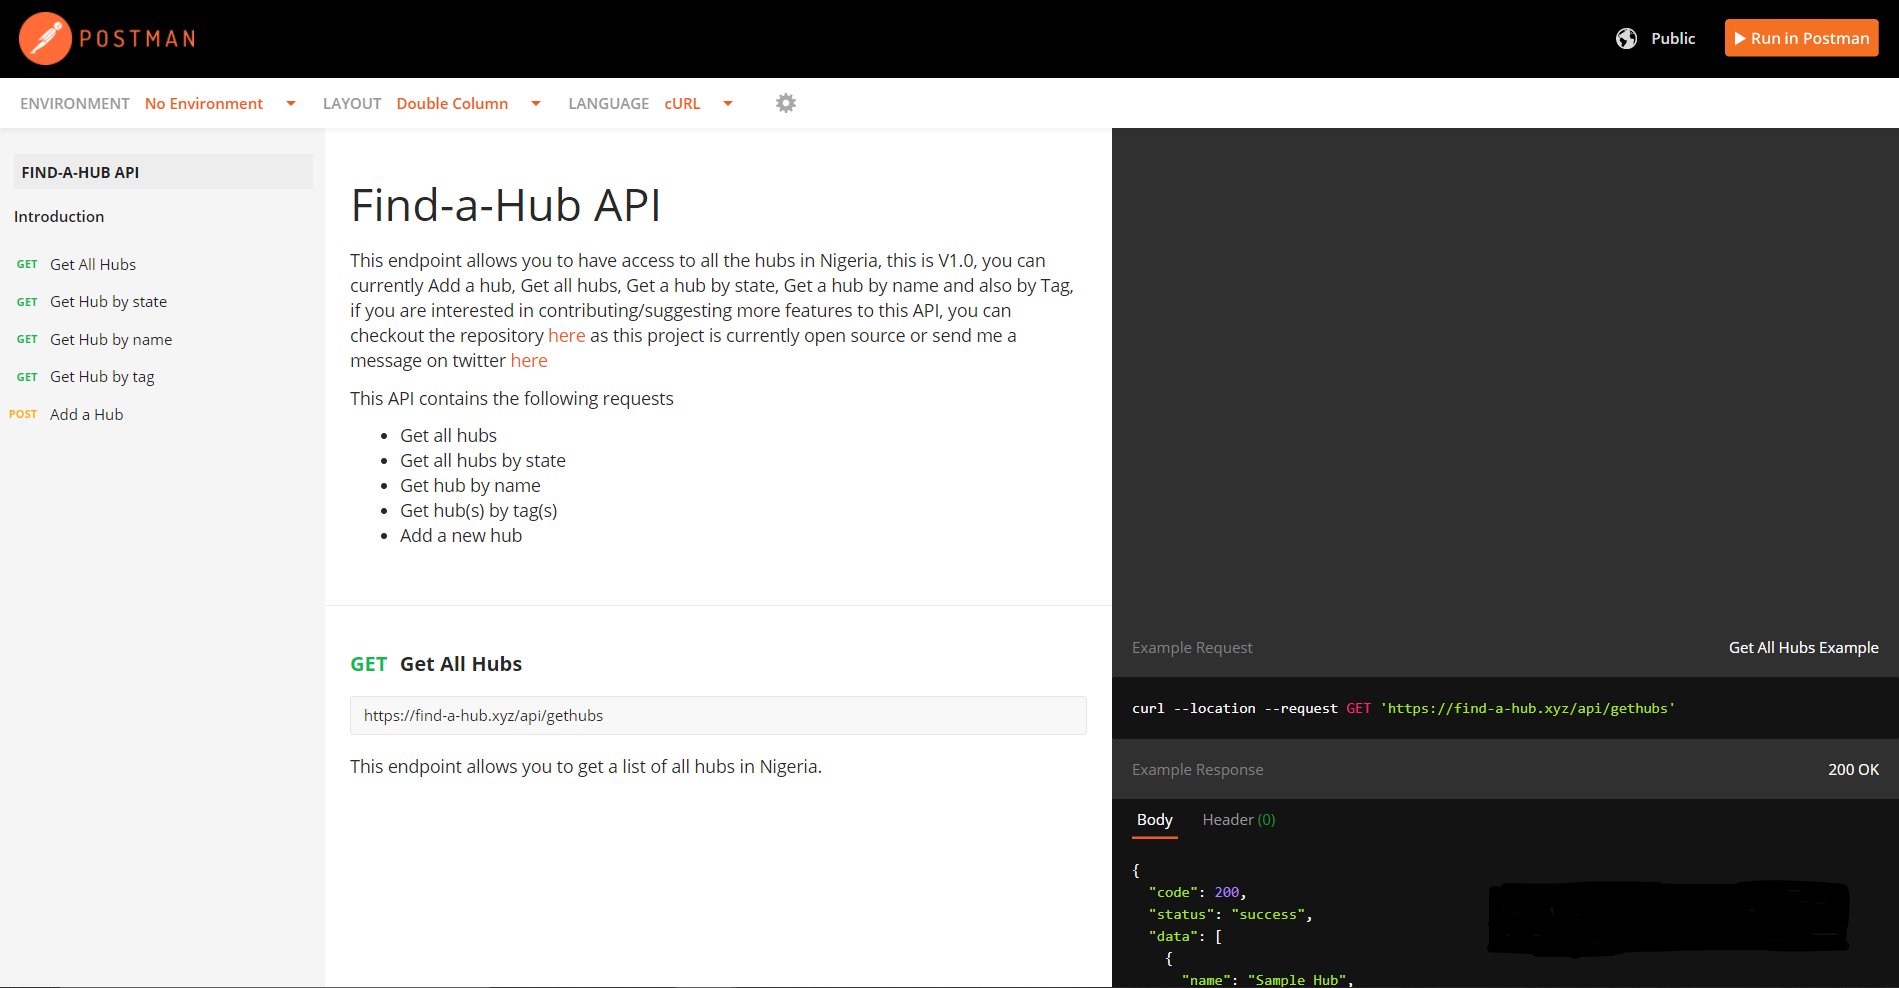 POSTMAN
Public
Run in Postman
ENVIRONMENT No Environment LAYOUT Double Column LANGUAGE cURL
FIND-A-HUB API
Introduction
GET Get All Hubs
GET Get Hub by state
GET Get Hub by name
GET Get Hub by tag
POST Add a Hub
Find-a-Hub API
This endpoint allows you to have access to all the hubs in Nigeria, this is V1.0, you can
currently Add a hub, Get all hubs, Get a hub by state, Get a hub by name and also by Tag,
if you are interested in contributing/suggesting more features to this API, you can
checkout the repository here as this project is currently open source or send me a
message on twitter here
This API contains the following requests
• Get all hubs
• Get all hubs by state
• Get hub by name
• Get hub(s) by tag(s)
• Add a new hub
GET Get All Hubs
https://find-a-hub.xyz/api/gethubs
This endpoint allows you to get a list of all hubs in Nigeria.
Example Request Get All Hubs Example
curl --location --request GET 'https://find-a-hub.xyz/api/gethubs'
Example Response 200 OK
Body Header (0)
{
"code": 200,
"status": "success",
"data": [
{
"name": "Sample Hub",